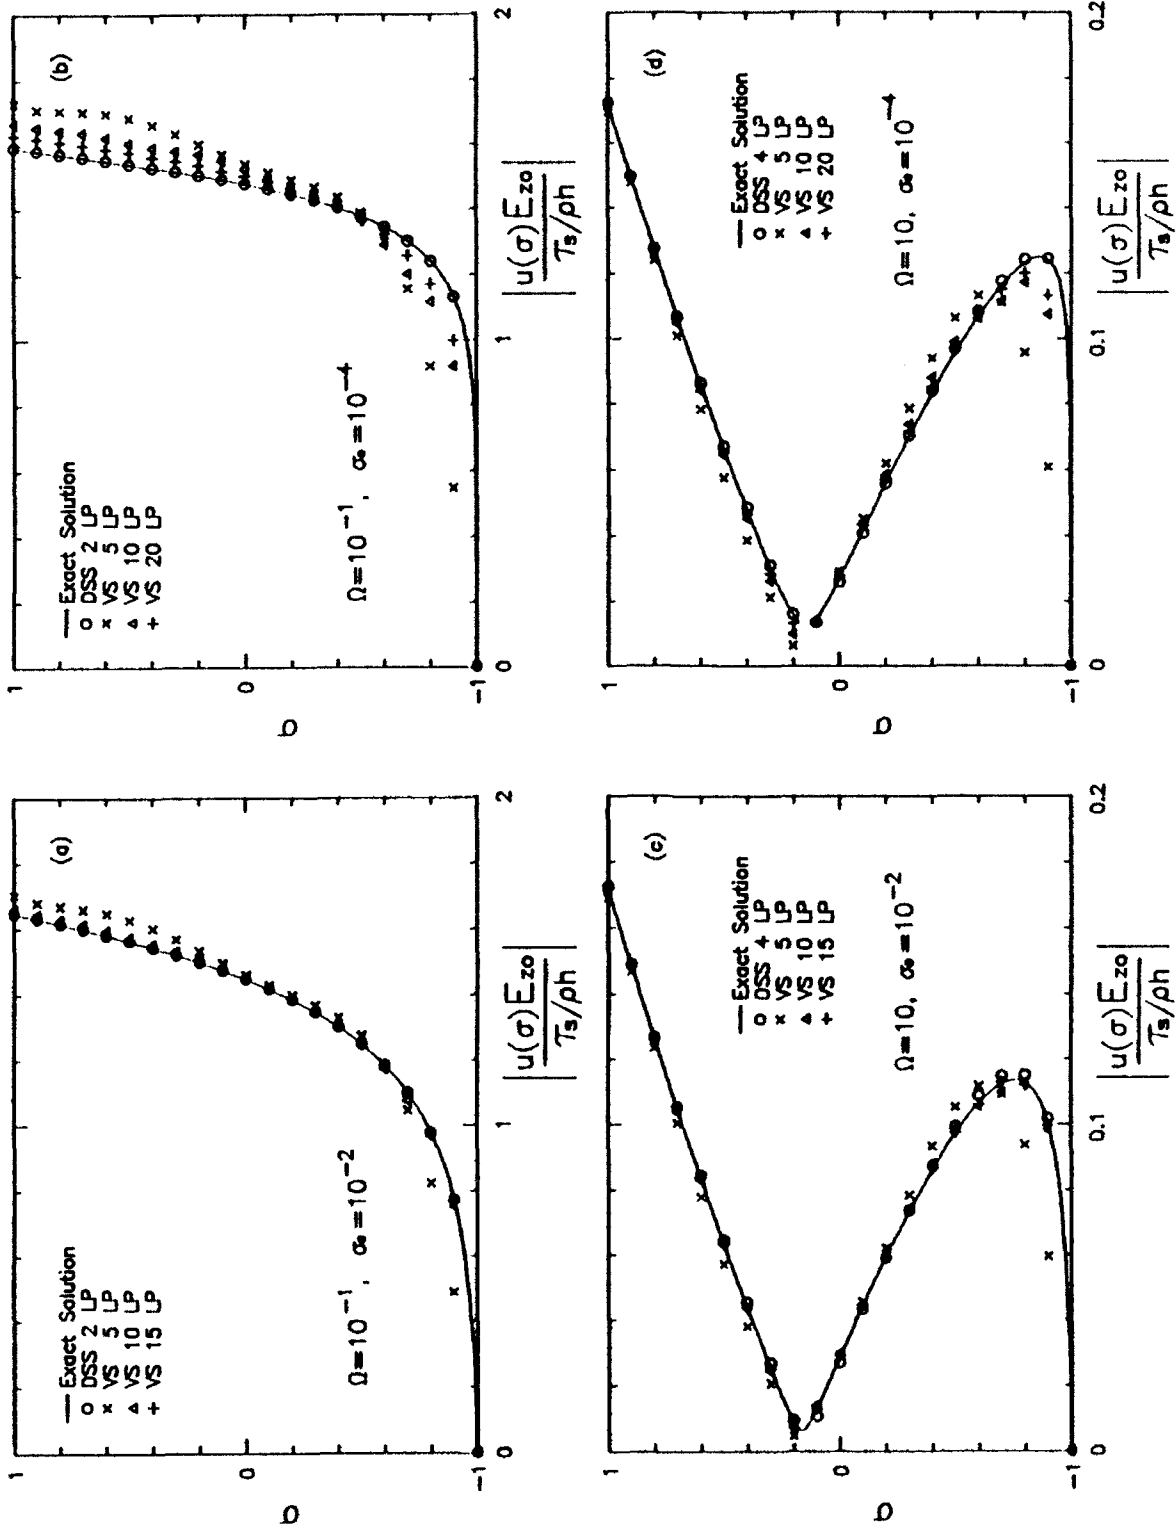 (a)
— Exact Solution
○ DSS 2 LP
× VS 5 LP
▵ VS 10 LP
+ VS 15 LP
Ω=10⁻¹, σₑ=10⁻²
1
0
-1
σ
0
1
2
|u(σ)E_zo / τ_s/ρh|
(b)
— Exact Solution
○ DSS 2 LP
× VS 5 LP
▵ VS 10 LP
+ VS 20 LP
Ω=10⁻¹, σₑ=10⁻⁴
1
0
-1
σ
0
1
2
|u(σ)E_zo / τ_s/ρh|
(c)
— Exact Solution
○ DSS 4 LP
× VS 5 LP
▵ VS 10 LP
+ VS 15 LP
Ω=10, σₑ=10⁻²
1
0
-1
σ
0
0.1
0.2
|u(σ)E_zo / τ_s/ρh|
(d)
— Exact Solution
○ DSS 4 LP
× VS 5 LP
▵ VS 10 LP
+ VS 20 LP
Ω=10, σₑ=10⁻⁴
1
0
-1
σ
0
0.1
0.2
|u(σ)E_zo / τ_s/ρh|